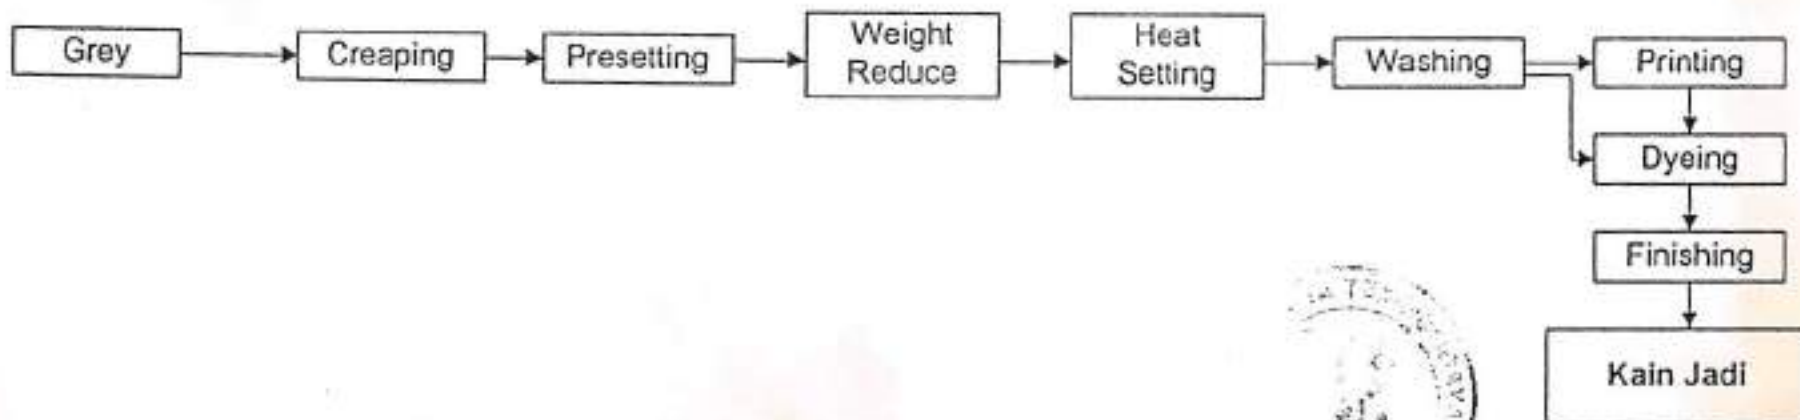 Grey
Creaping
Presetting
Weight
Reduce
Heat
Setting
Washing
Printing
Dyeing
Finishing
Kain Jadi